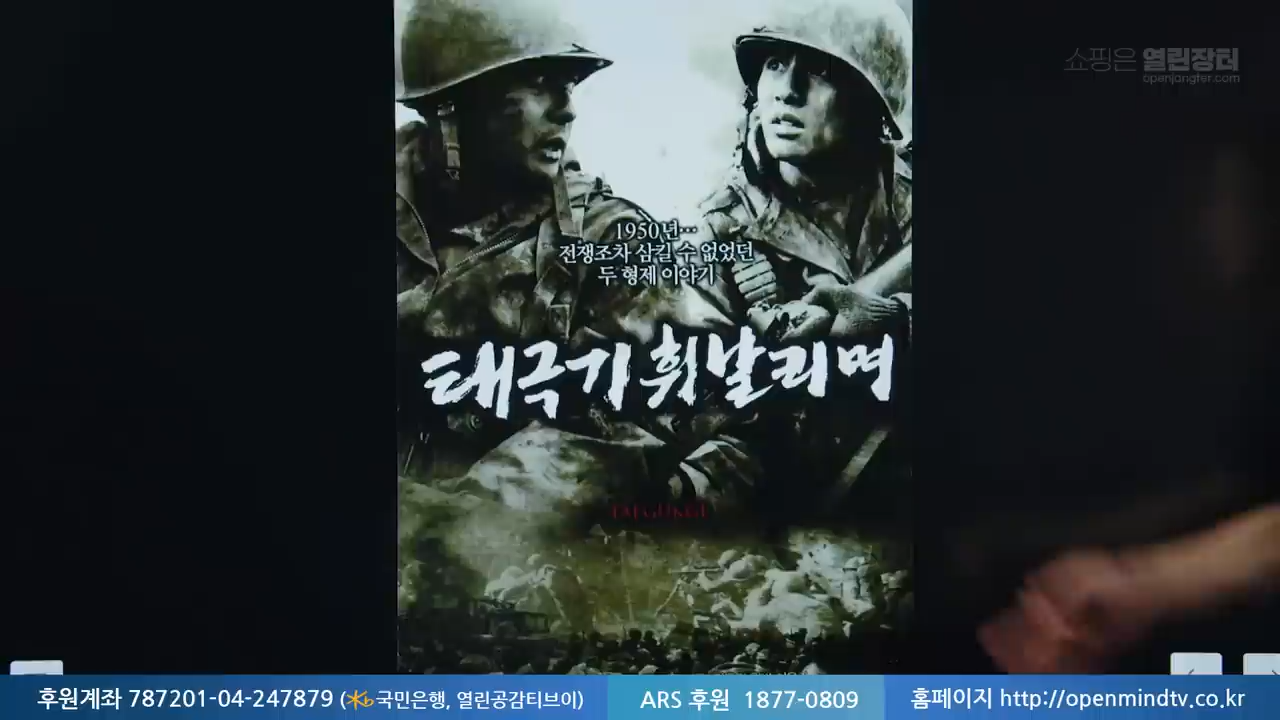 쇼핑은 열린장터
openjangter.com
1950년…
전쟁조차 삼킬 수 없었던
두 형제 이야기
태극기 휘날리며
TAEGUKGI
후원계좌 787201-04-247879 (국민은행, 열린공감티브이)
ARS 후원 1877-0809
홈페이지 http://openmindtv.co.kr